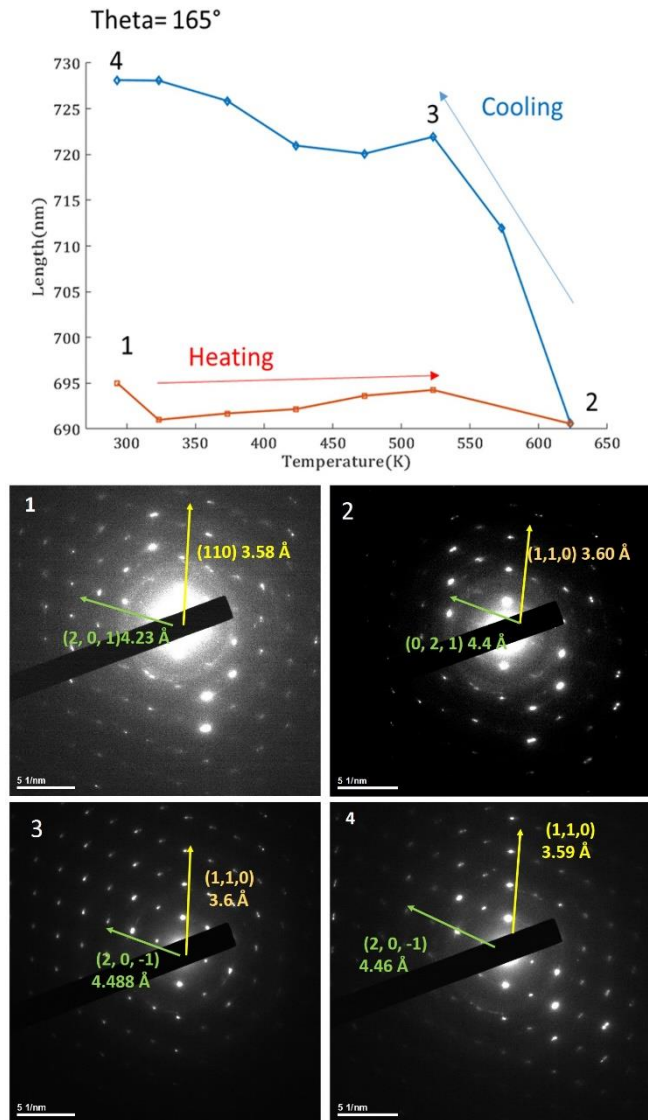 Theta= 165°
730
725
720
715
710
705
700
695
690
Length(nm)
4
3
Cooling
1
Heating
2
300
350
400
450
500
550
600
650
Temperature(K)
1
(110) 3.58 Å
(2, 0, 1)4.23 Å
5 1/nm
2
(1,1,0) 3.60 Å
(0, 2, 1) 4.4 Å
5 1/nm
3
(1,1,0)
3.6 Å
(2, 0, -1)
4.488 Å
5 1/nm
4
(1,1,0)
3.59 Å
(2, 0, -1)
4.46 Å
5 1/nm